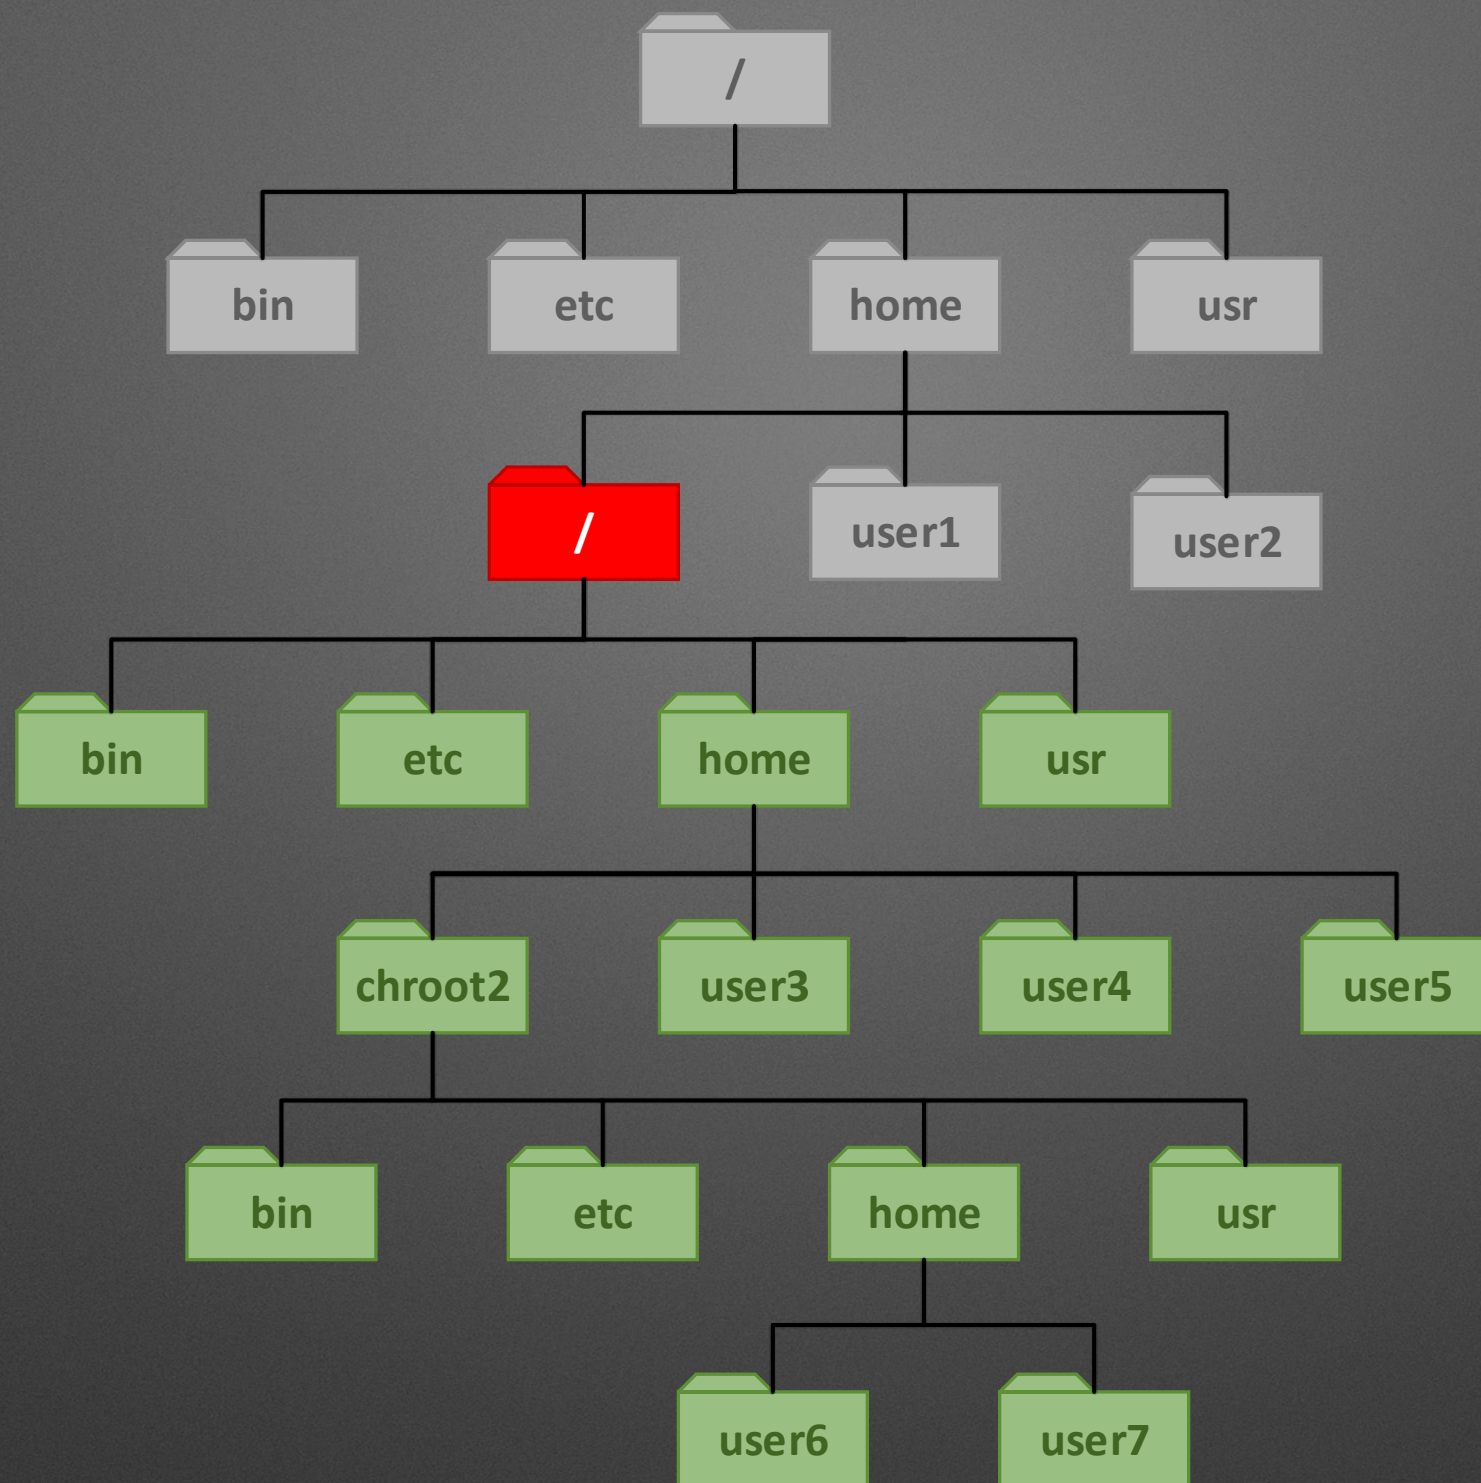 /
bin
etc
home
usr
/
user1
user2
bin
etc
home
usr
chroot2
user3
user4
user5
bin
etc
home
usr
user6
user7